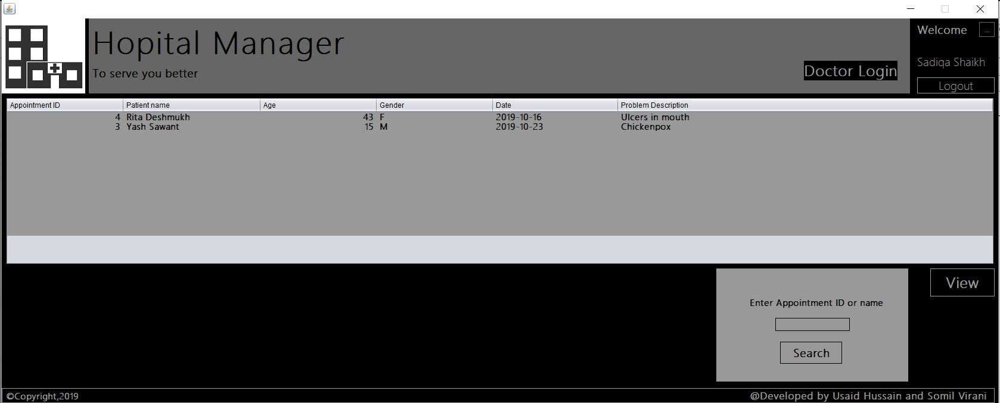 Hopital Manager
To serve you better
Doctor Login
Welcome ...
Sadiqa Shaikh
Logout
Appointment ID Patient name Age Gender Date Problem Description
4 Rita Deshmukh 43 F 2019-10-16 Ulcers in mouth
3 Yash Sawant 15 M 2019-10-23 Chickenpox
View
Enter Appointment ID or name
Search
©Copyright,2019 @Developed by Usaid Hussain and Somil Virani